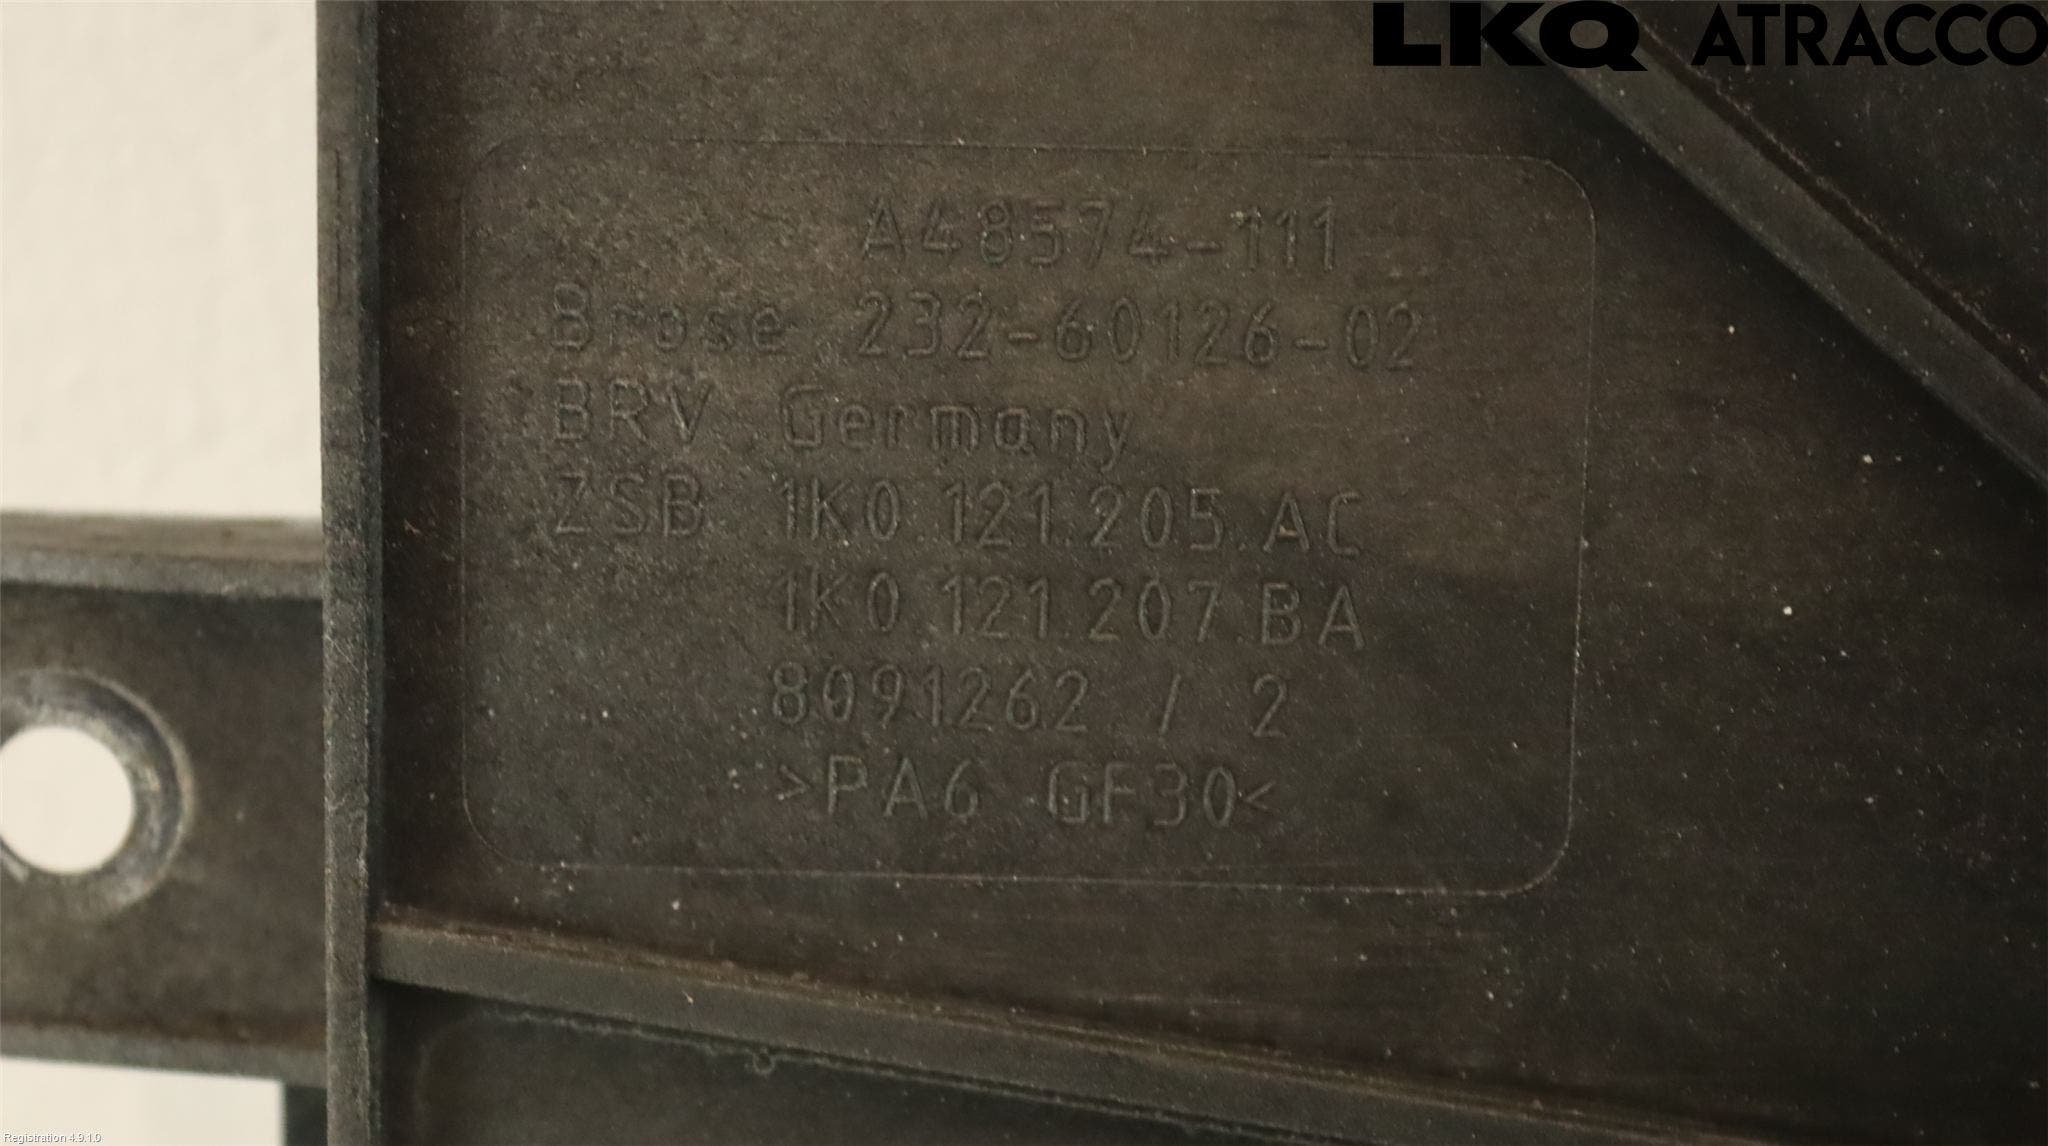 LKQ ATRACCO
A48574-111
Brose 232-60126-02
BRV Germany
ZSB 1K0.121.205.AC
1K0.121.207.BA
8091262 / 2
>PA6 GF30<
Registration 4.9.1.0